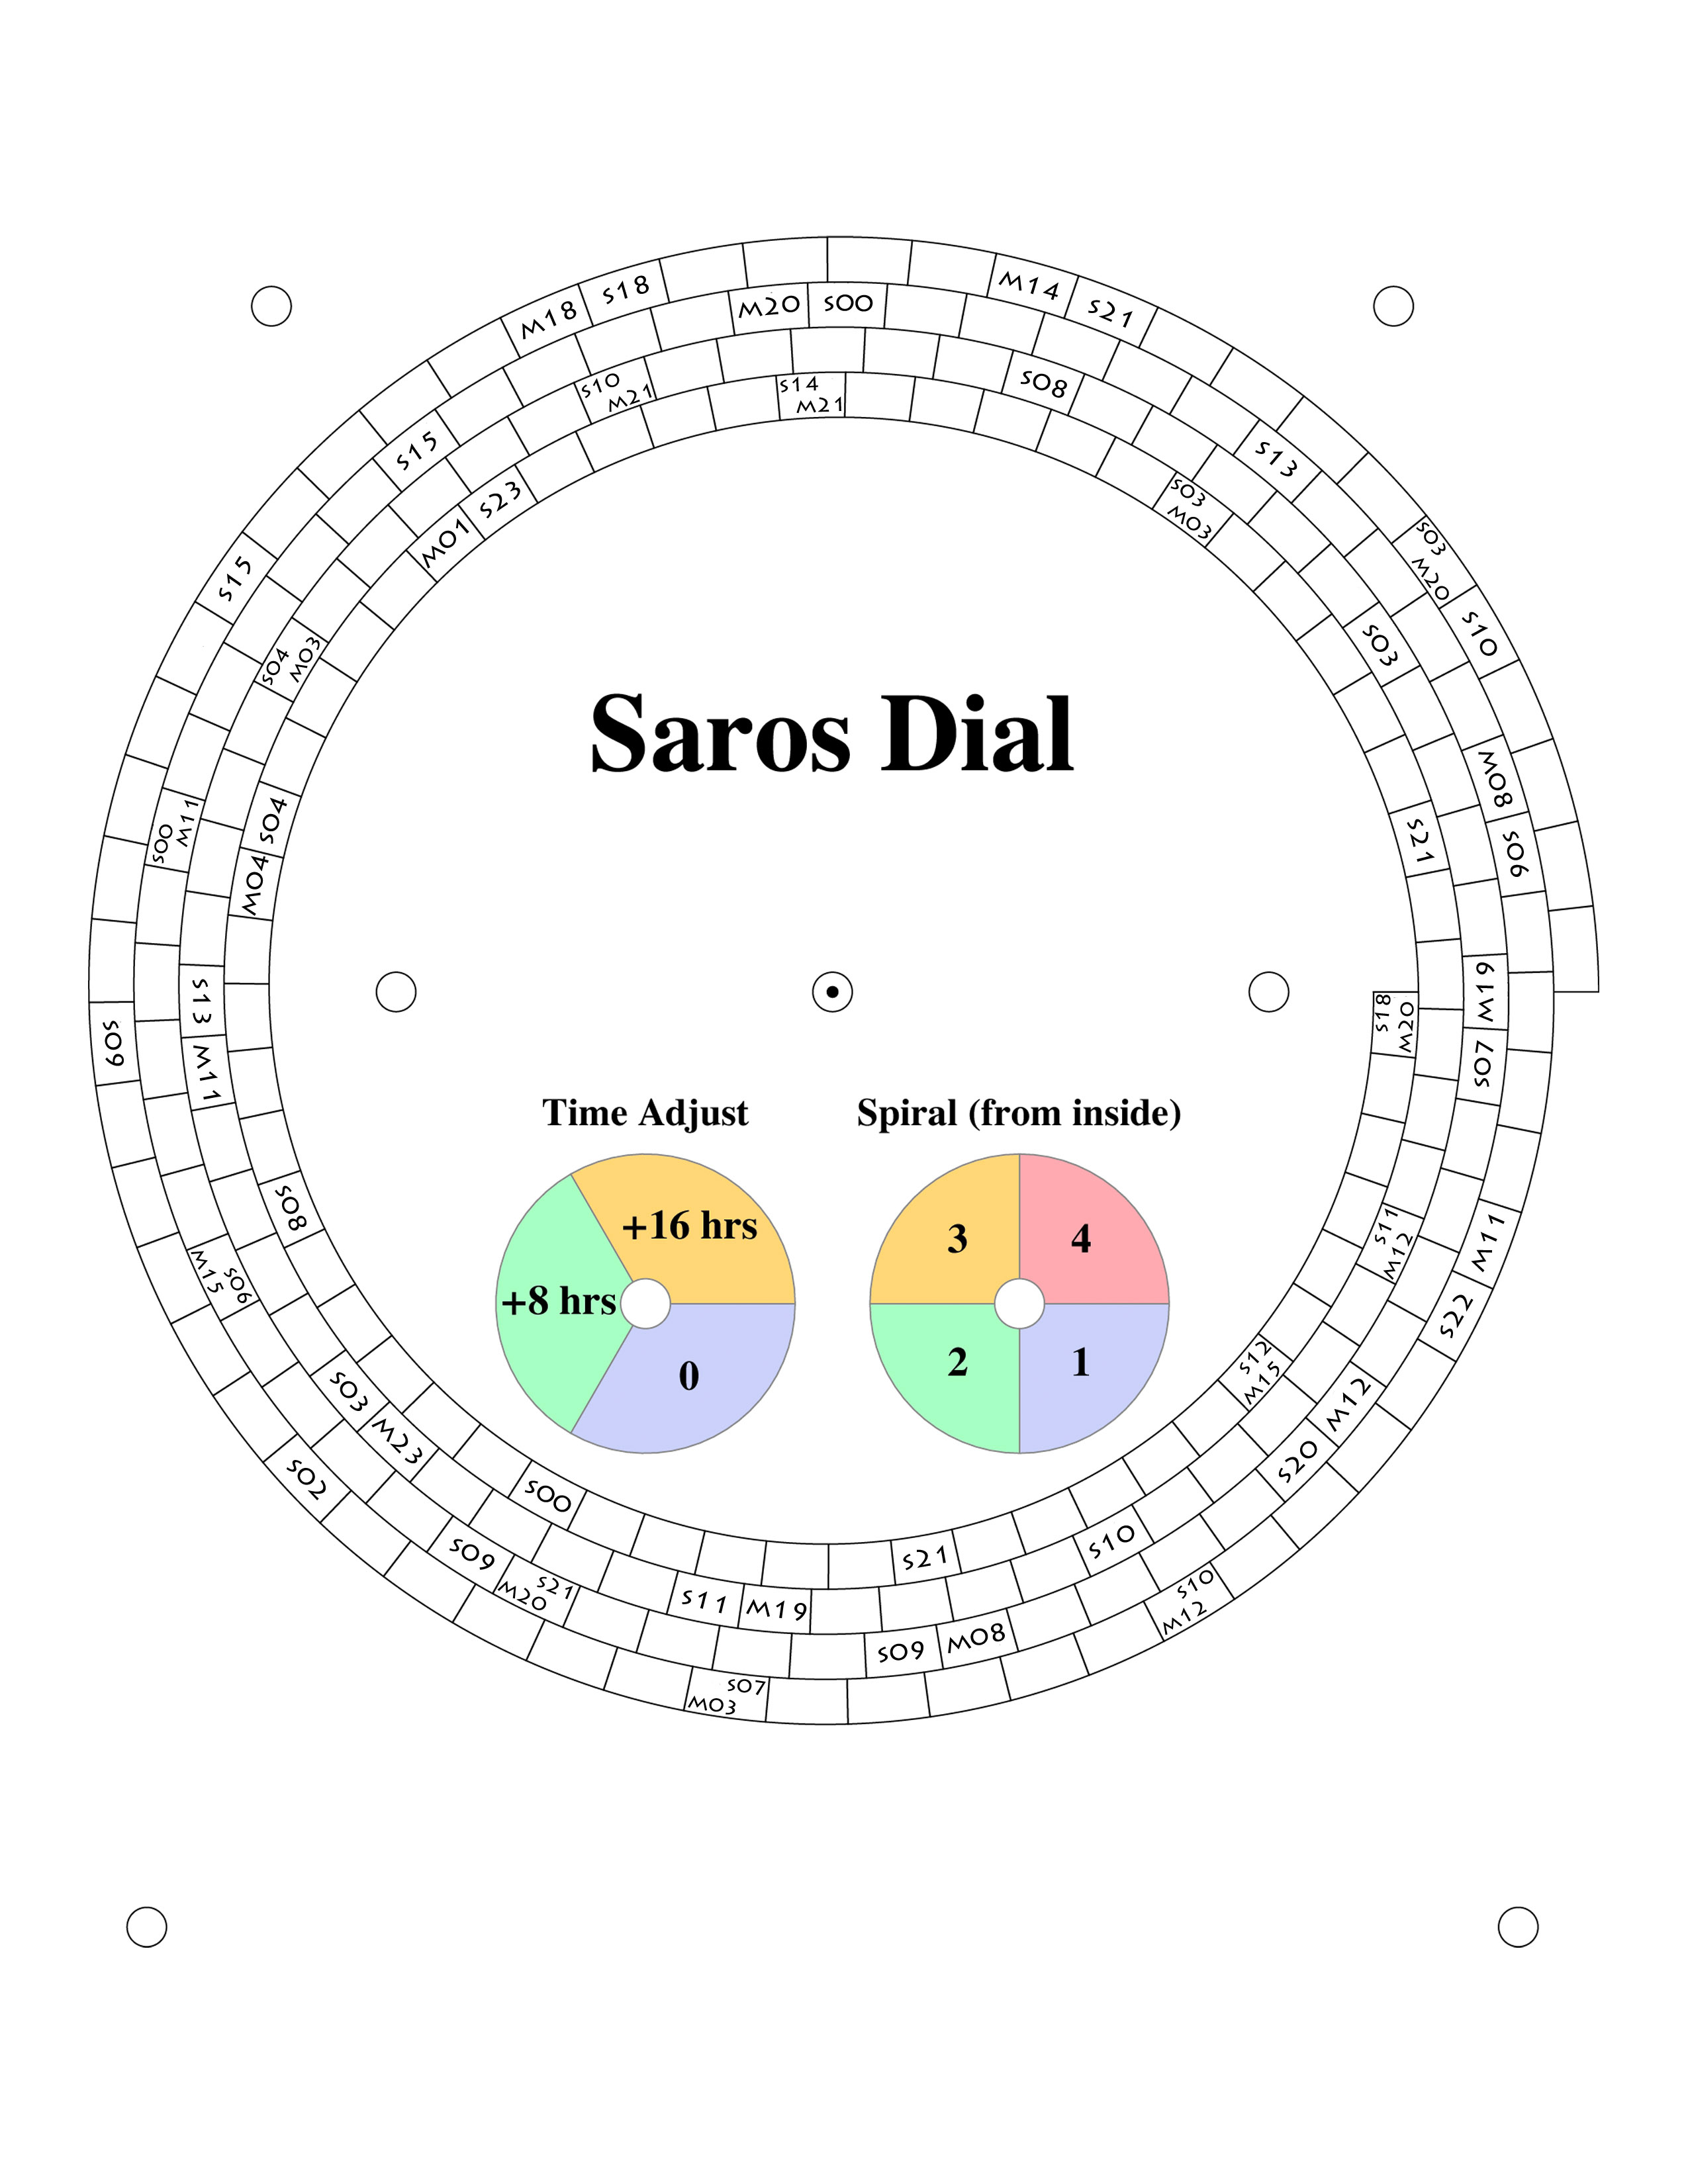 M18 S18
M14 S21
M20 S00
S10
M21
S14
M21
S08
S15
S13
M01 S23
S03
M03
S03
M20
S10
S15
S04
M03
S03
M08
S06
S00
M11
S04
M04
S21
Saros Dial
S13
M11
S09
M19
S07
S18
M20
Time Adjust
Spiral (from inside)
+16 hrs
+8 hrs
0
3
4
2
1
S08
S11
M12
M11
S22
S06
M15
S12
M15
S03
M23
M12
S20
S02
S00
S09
S21
M20
S21
S10
S11 M19
S09 M08
S10
M12
S07
M03